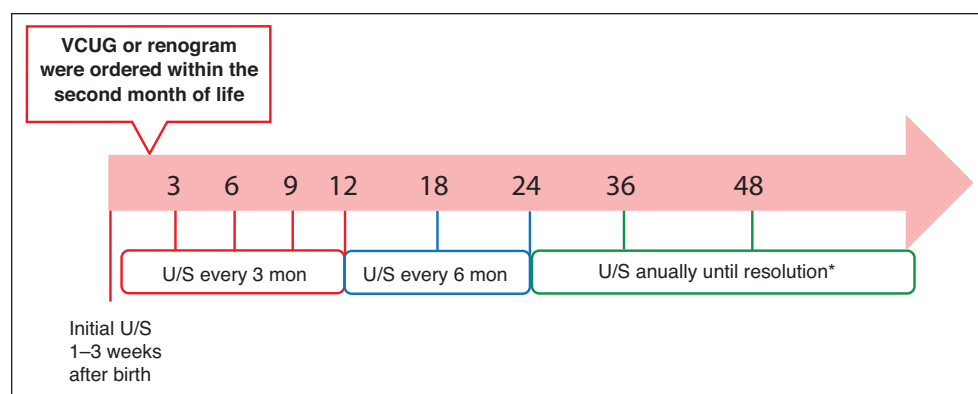 VCUG or renogram
were ordered within the
second month of life
3 6 9 12 18 24 36 48
U/S every 3 mon U/S every 6 mon U/S anually until resolution*
Initial U/S
1–3 weeks
after birth